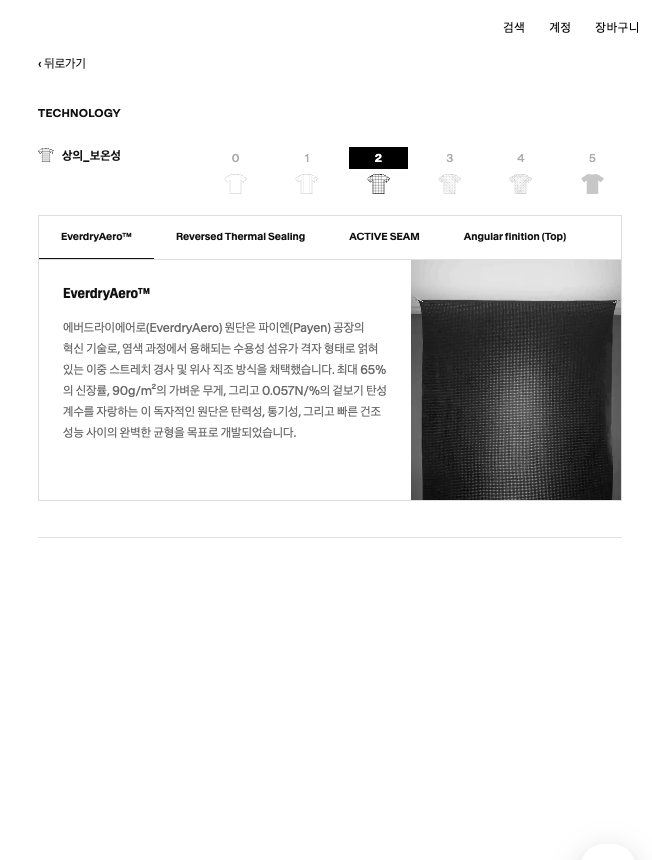 검색 계정 장바구니
‹ 뒤로가기
TECHNOLOGY
상의_보온성 0 1 2 3 4 5
EverdryAero™ Reversed Thermal Sealing ACTIVE SEAM Angular finition (Top)
EverdryAero™
에버드라이에어로(EverdryAero) 원단은 파이엔(Payen) 공장의
혁신 기술로, 염색 과정에서 용해되는 수용성 섬유가 격자 형태로 얽혀
있는 이중 스트레치 경사 및 위사 직조 방식을 채택했습니다. 최대 65%
의 신장률, 90g/m²의 가벼운 무게, 그리고 0.057N/%의 겉보기 탄성
계수를 자랑하는 이 독자적인 원단은 탄력성, 통기성, 그리고 빠른 건조
성능 사이의 완벽한 균형을 목표로 개발되었습니다.